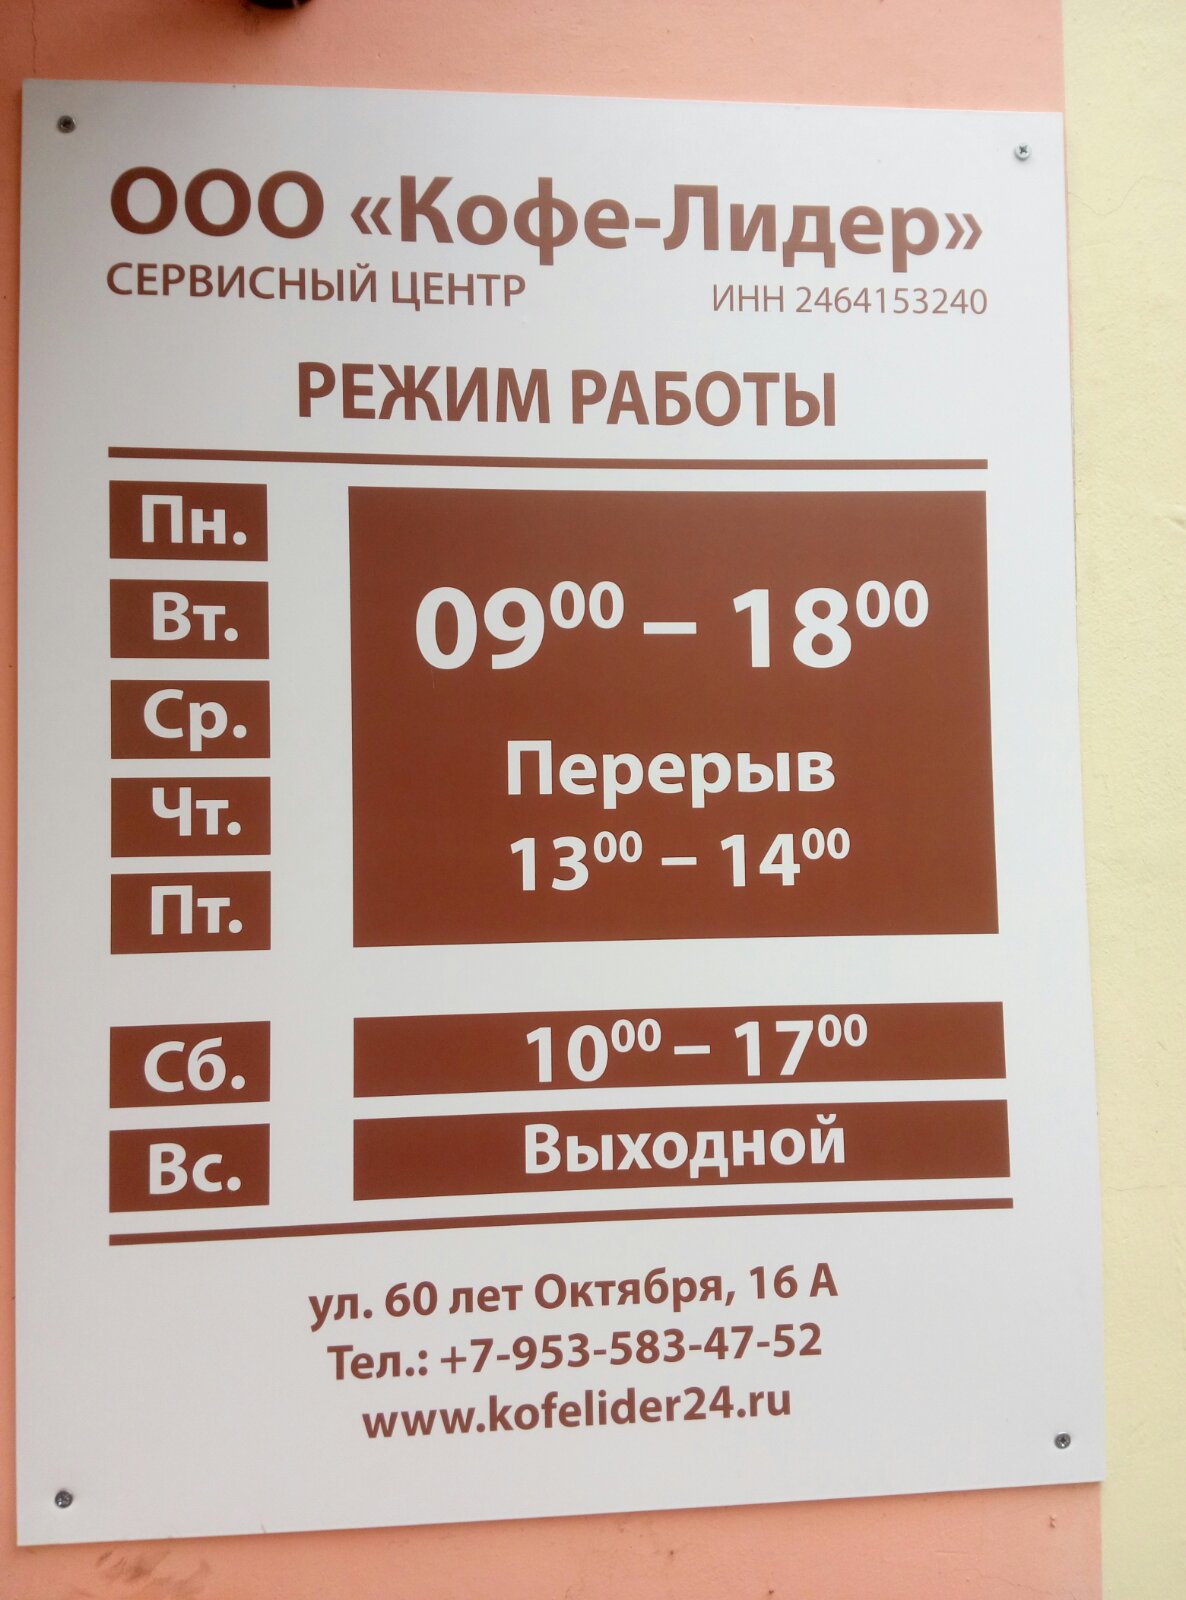 ООО «Кофе-Лидер»
СЕРВИСНЫЙ ЦЕНТР ИНН 2464153240
РЕЖИМ РАБОТЫ
Пн.
Вт.
Ср.
Чт.
Пт.
09⁰⁰ – 18⁰⁰
Перерыв
13⁰⁰ – 14⁰⁰
Сб. 10⁰⁰ – 17⁰⁰
Вс. Выходной
ул. 60 лет Октября, 16 А
Тел.: +7-953-583-47-52
www.kofelider24.ru